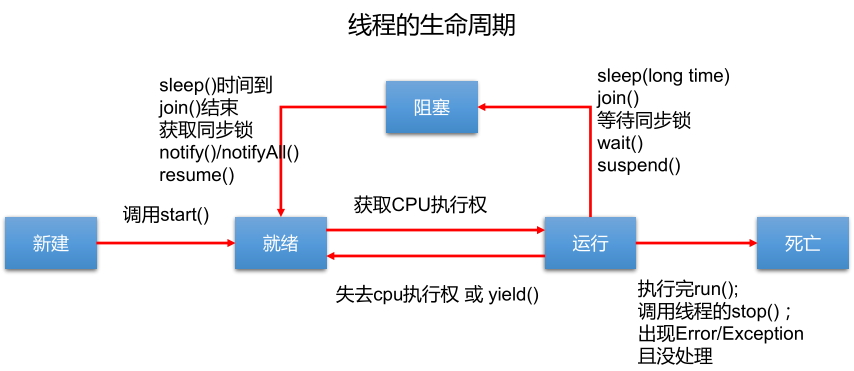 线程的生命周期
sleep()时间到
join()结束
获取同步锁
notify()/notifyAll()
resume()
阻塞
sleep(long time)
join()
等待同步锁
wait()
suspend()
新建
调用start()
就绪
获取CPU执行权
失去cpu执行权 或 yield()
运行
死亡
执行完run();
调用线程的stop() ;
出现Error/Exception
且没处理